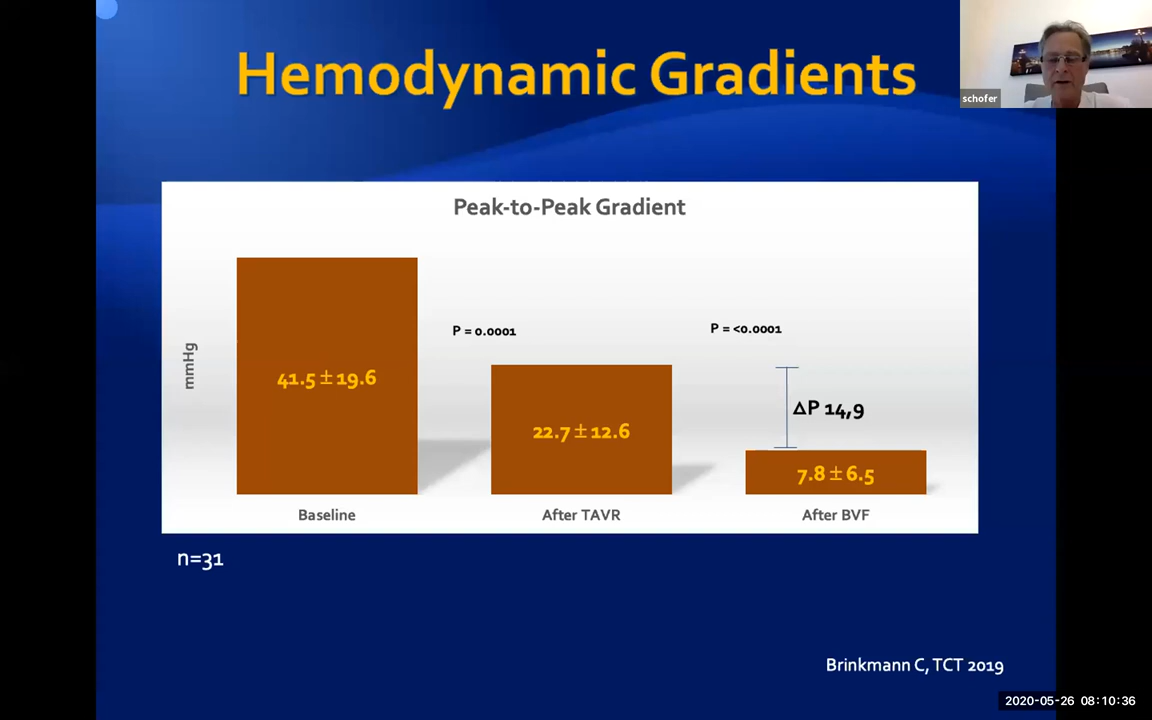 Hemodynamic Gradients
schofer
Peak-to-Peak Gradient
mmHg
P = 0.0001
P = <0.0001
41.5 ± 19.6
22.7 ± 12.6
ΔP 14,9
7.8 ± 6.5
Baseline
After TAVR
After BVF
n=31
Brinkmann C, TCT 2019
2020-05-26 08:10:36